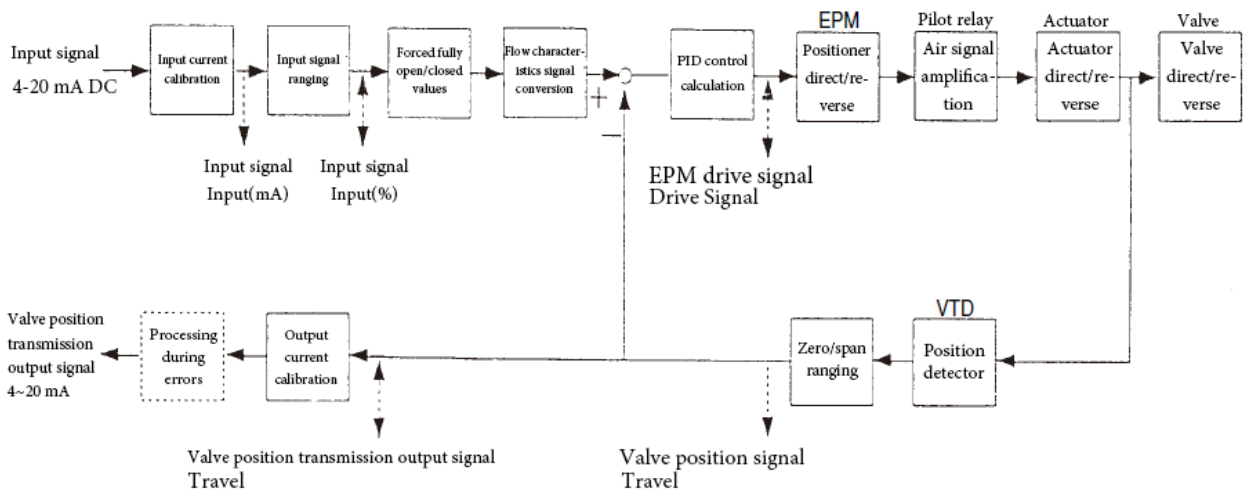 EPM
Pilot relay
Actuator
Valve
Input signal
4-20 mA DC
Input current
calibration
Input signal
ranging
Forced fully
open/closed
values
Flow character-
istics signal
conversion
+
−
PID control
calculation
Positioner
direct/re-
verse
Air signal
amplifica-
tion
Actuator
direct/re-
verse
Valve
direct/re-
verse
Input signal
Input(mA)
Input signal
Input(%)
EPM drive signal
Drive Signal
VTD
Valve position
transmission
output signal
4~20 mA
Processing
during
errors
Output
current
calibration
Zero/span
ranging
Position
detector
Valve position transmission output signal
Travel
Valve position signal
Travel